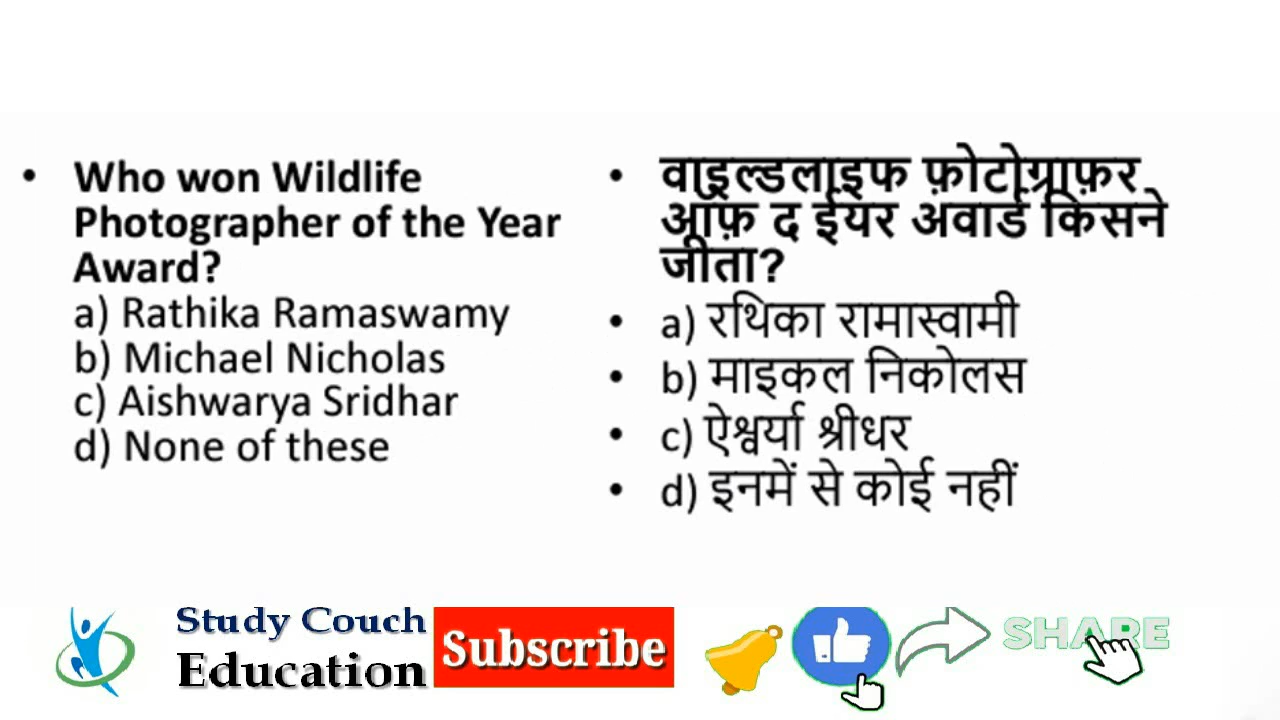 • Who won Wildlife
Photographer of the Year
Award?
a) Rathika Ramaswamy
b) Michael Nicholas
c) Aishwarya Sridhar
d) None of these
• वाइल्डलाइफ फ़ोटोग्राफ़र
ऑफ़ द ईयर अवार्ड किसने
जीता?
• a) रथिका रामास्वामी
• b) माइकल निकोलस
• c) ऐश्वर्या श्रीधर
• d) इनमें से कोई नहीं
Study Couch
Education
Subscribe
SHARE